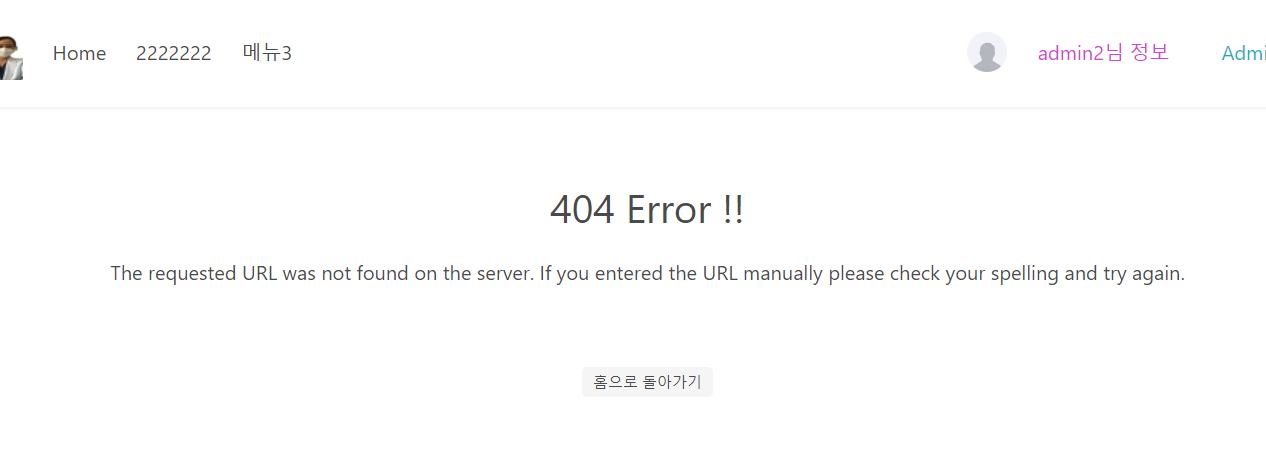 Home 2222222 메뉴3 admin2님 정보 Admi
404 Error !!
The requested URL was not found on the server. If you entered the URL manually please check your spelling and try again.
홈으로 돌아가기